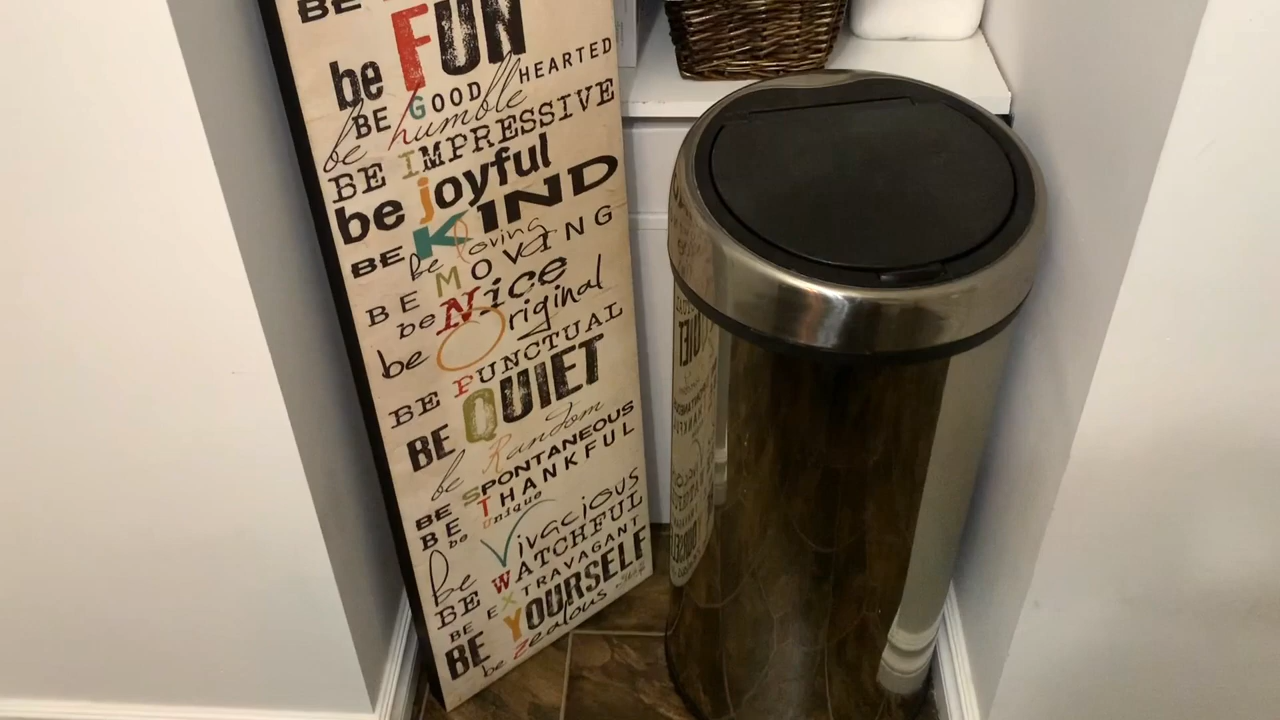 BE
be FUN
BE GOOD HEARTED
be humble
BE IMPRESSIVE
be joyful
BE KIND
be loving
BE MOVING
be Nice
be Original
BE PUNCTUAL
BE QUIET
be Random
BE SPONTANEOUS
BE THANKFUL
be unique
be Vivacious
BE WATCHFUL
BE EXTRAVAGANT
BE YOURSELF
be zealous